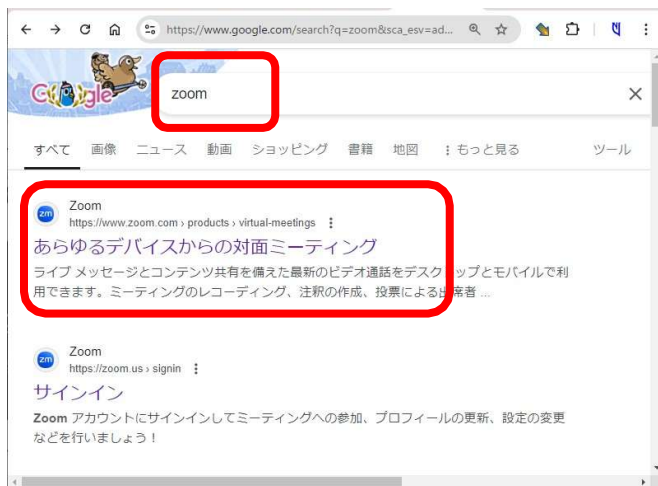 https://www.google.com/search?q=zoom&sca_esv=ad...
Google
zoom
すべて 画像 ニュース 動画 ショッピング 書籍 地図 もっと見る ツール
zm Zoom
https://www.zoom.com › products › virtual-meetings
あらゆるデバイスからの対面ミーティング
ライブ メッセージとコンテンツ共有を備えた最新のビデオ通話をデスクトップとモバイルで利
用できます。ミーティングのレコーディング、注釈の作成、投票による出席者 ...
zm Zoom
https://zoom.us › signin
サインイン
Zoom アカウントにサインインしてミーティングへの参加、プロフィールの更新、設定の変更
などを行いましょう！